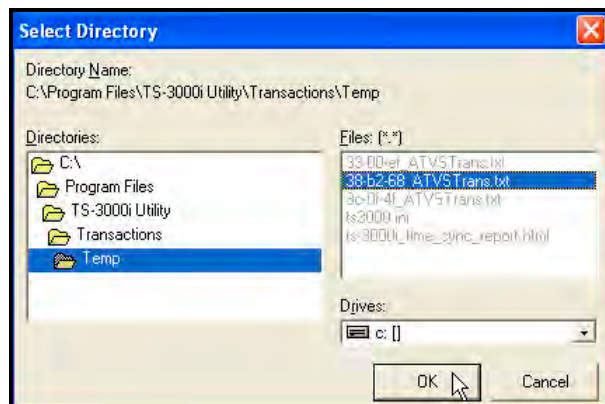 Select Directory
Directory Name:
C:\Program Files\TS-3000i Utility\Transactions\Temp
Directories:
C:\
Program Files
TS-3000i Utility
Transactions
Temp
Files: (*.*)
33-00-ef_ATVSTrans.txt
38-b2-68_ATVSTrans.txt
3c-0f-4f_ATVSTrans.txt
ts3000.ini
ts-3000i_time_sync_report.html
Drives:
c: []
OK
Cancel